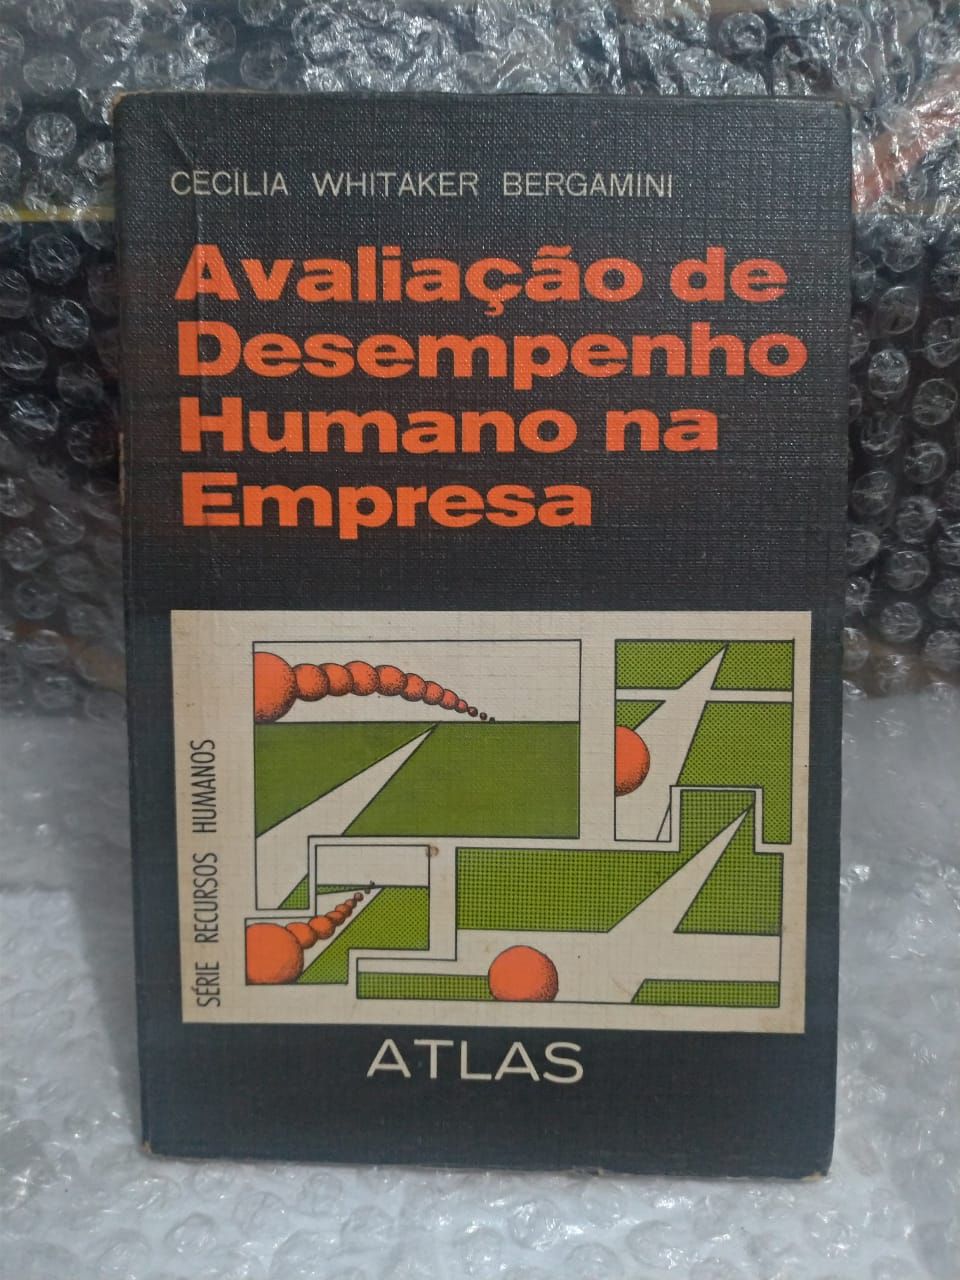 CECÍLIA WHITAKER BERGAMINI
Avaliação de
Desempenho
Humano na
Empresa
SÉRIE RECURSOS HUMANOS
ATLAS